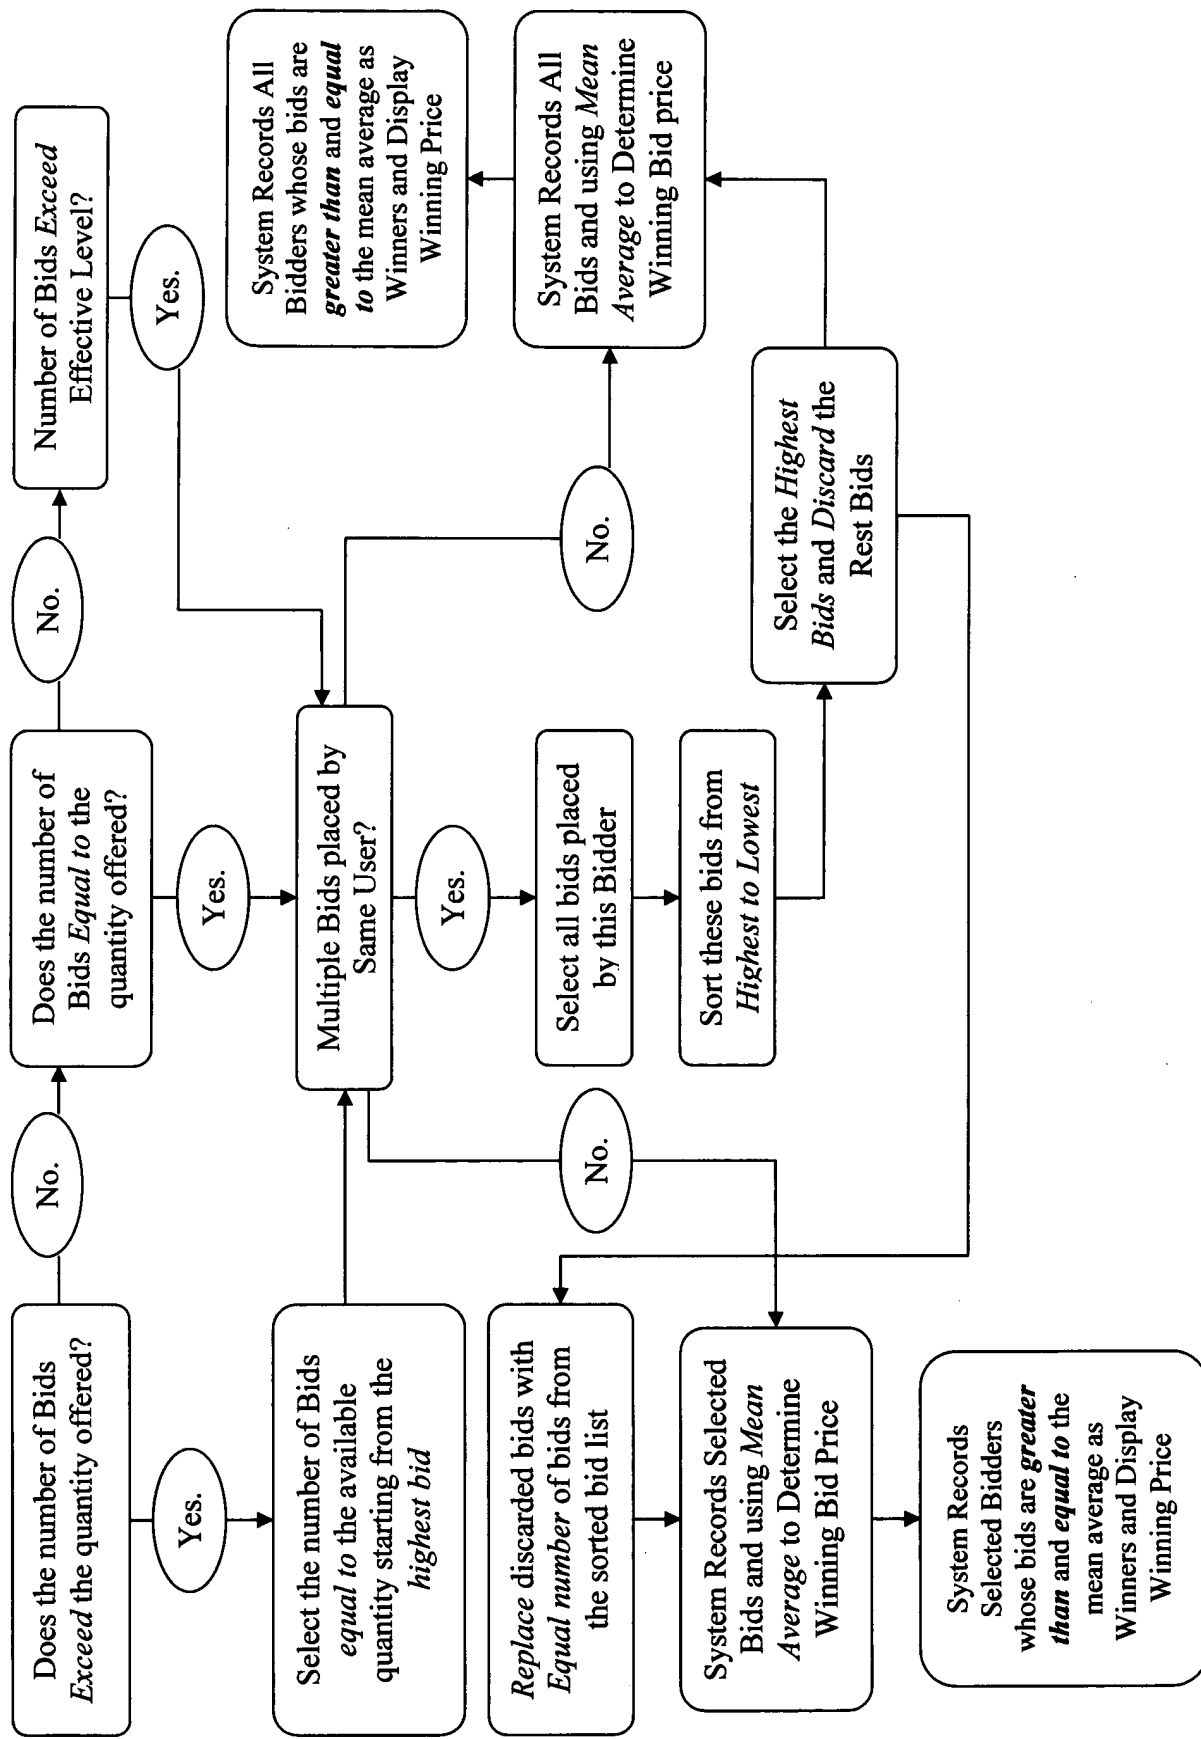 Does the number of Bids
Exceed the quantity offered?
No.
Does the number of
Bids Equal to the
quantity offered?
No.
Number of Bids Exceed
Effective Level?
Yes.
Yes.
Yes.
Select the number of Bids
equal to the available
quantity starting from the
highest bid
Multiple Bids placed by
Same User?
System Records All
Bidders whose bids are
greater than and equal
to the mean average as
Winners and Display
Winning Price
Replace discarded bids with
Equal number of bids from
the sorted bid list
No.
Yes.
No.
Select all bids placed
by this Bidder
System Records All
Bids and using Mean
Average to Determine
Winning Bid price
System Records Selected
Bids and using Mean
Average to Determine
Winning Bid Price
Sort these bids from
Highest to Lowest
Select the Highest
Bids and Discard the
Rest Bids
System Records
Selected Bidders
whose bids are greater
than and equal to the
mean average as
Winners and Display
Winning Price